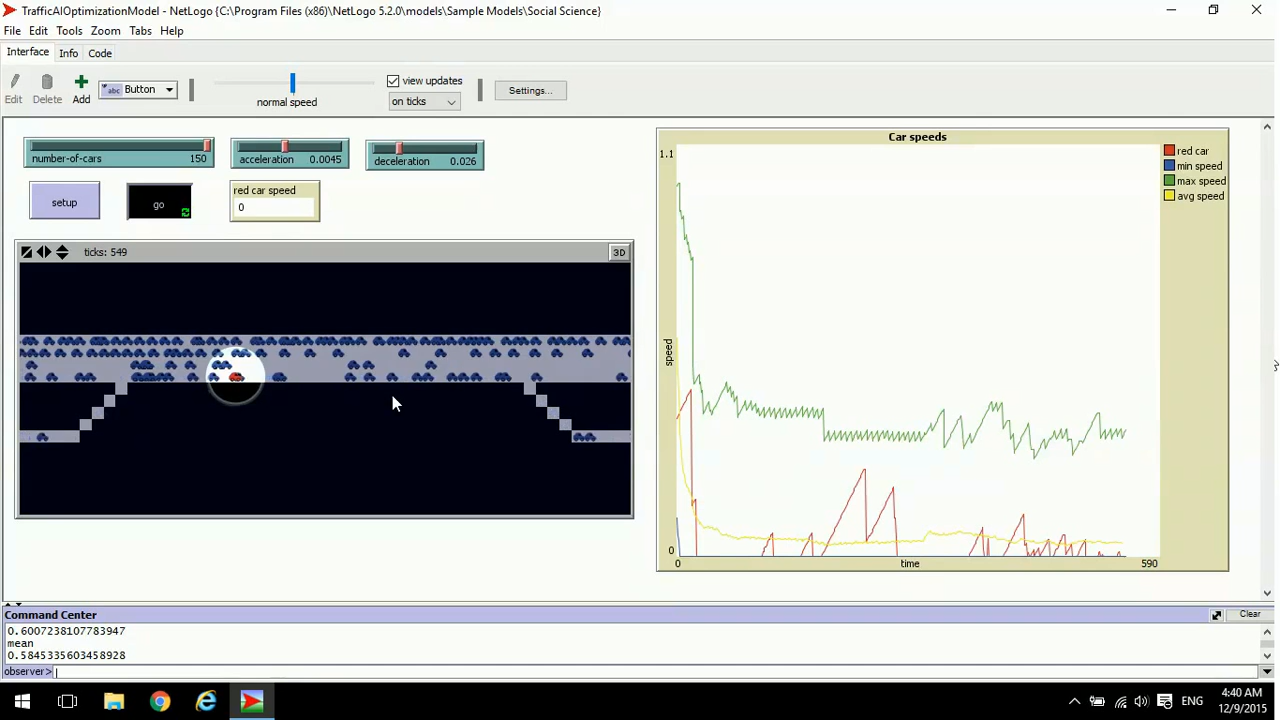 TrafficAIOptimizationModel - NetLogo {C:\Program Files (x86)\NetLogo 5.2.0\models\Sample Models\Social Science}
File Edit Tools Zoom Tabs Help
Interface Info Code
Edit Delete Add abc Button normal speed view updates on ticks Settings...
number-of-cars 150
acceleration 0.0045
deceleration 0.026
setup
go
red car speed
0
ticks: 549
3D
Car speeds
1.1
speed
0
0
time
590
red car
min speed
max speed
avg speed
Command Center
Clear
0.6007238107783947
mean
0.5845335603458928
observer>
ENG
4:40 AM
12/9/2015